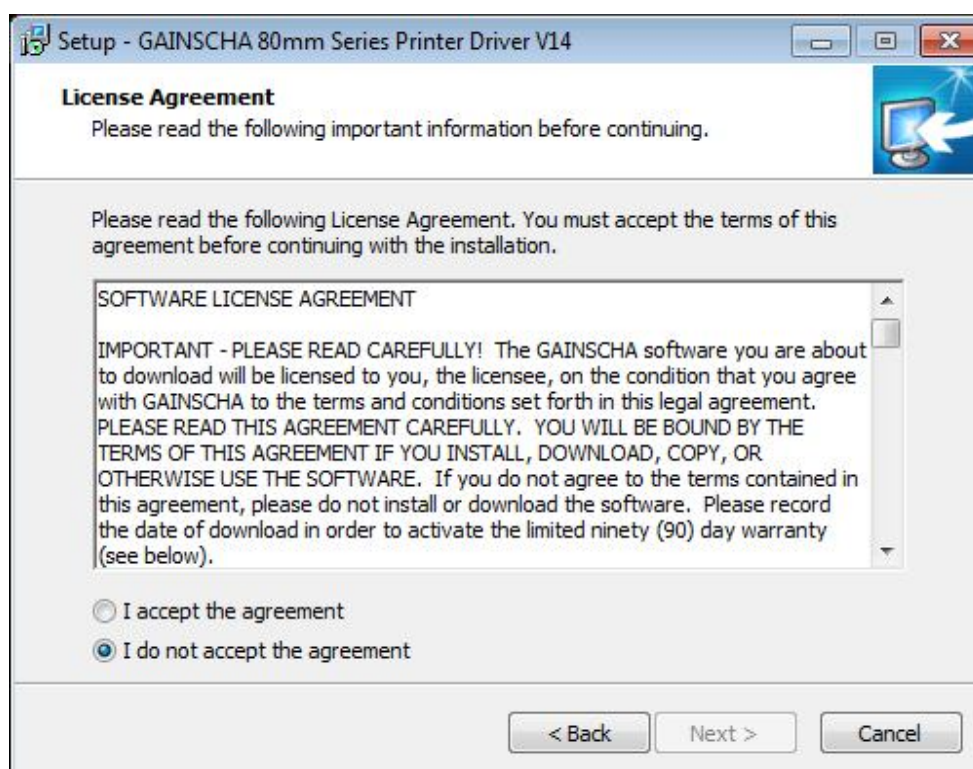 Setup - GAINSCHA 80mm Series Printer Driver V14
License Agreement
Please read the following important information before continuing.
Please read the following License Agreement. You must accept the terms of this
agreement before continuing with the installation.
SOFTWARE LICENSE AGREEMENT
IMPORTANT - PLEASE READ CAREFULLY!  The GAINSCHA software you are about
to download will be licensed to you, the licensee, on the condition that you agree
with GAINSCHA to the terms and conditions set forth in this legal agreement.
PLEASE READ THIS AGREEMENT CAREFULLY.  YOU WILL BE BOUND BY THE
TERMS OF THIS AGREEMENT IF YOU INSTALL, DOWNLOAD, COPY, OR
OTHERWISE USE THE SOFTWARE.  If you do not agree to the terms contained in
this agreement, please do not install or download the software.  Please record
the date of download in order to activate the limited ninety (90) day warranty
(see below).
I accept the agreement
I do not accept the agreement
< Back Next > Cancel